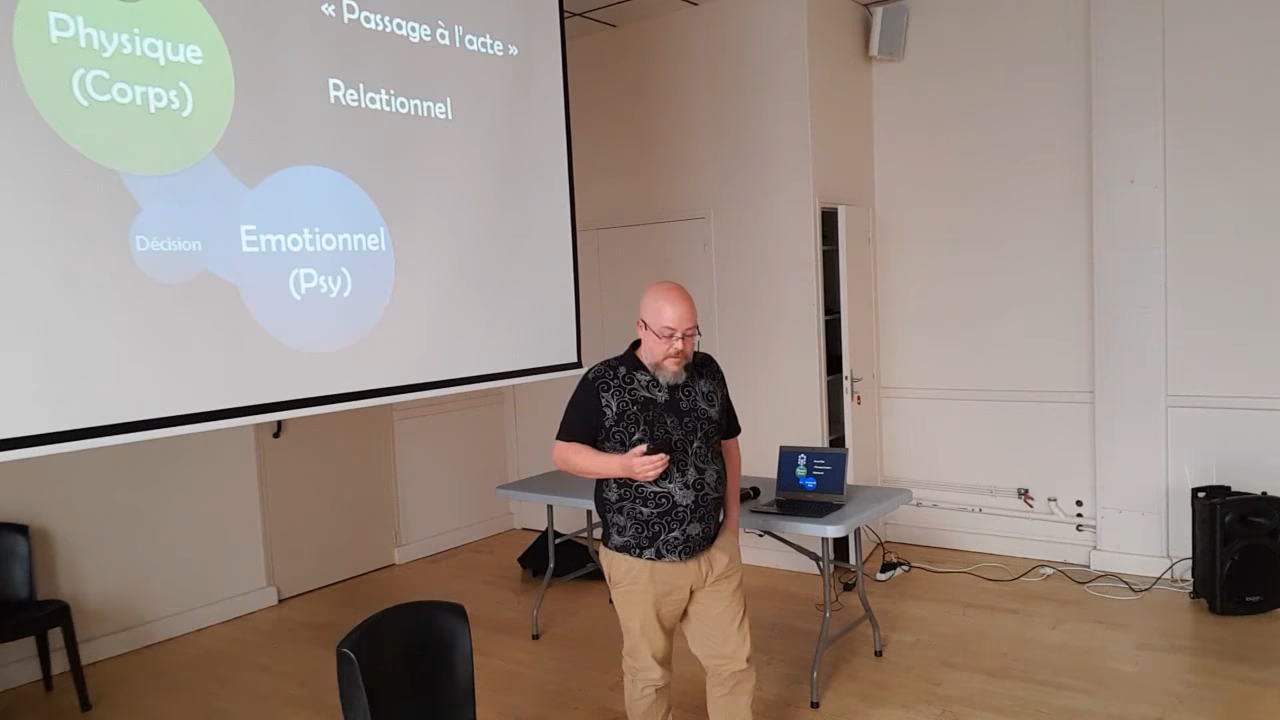 Physique
(Corps)
« Passage à l'acte »
Relationnel
Décision
Emotionnel
(Psy)